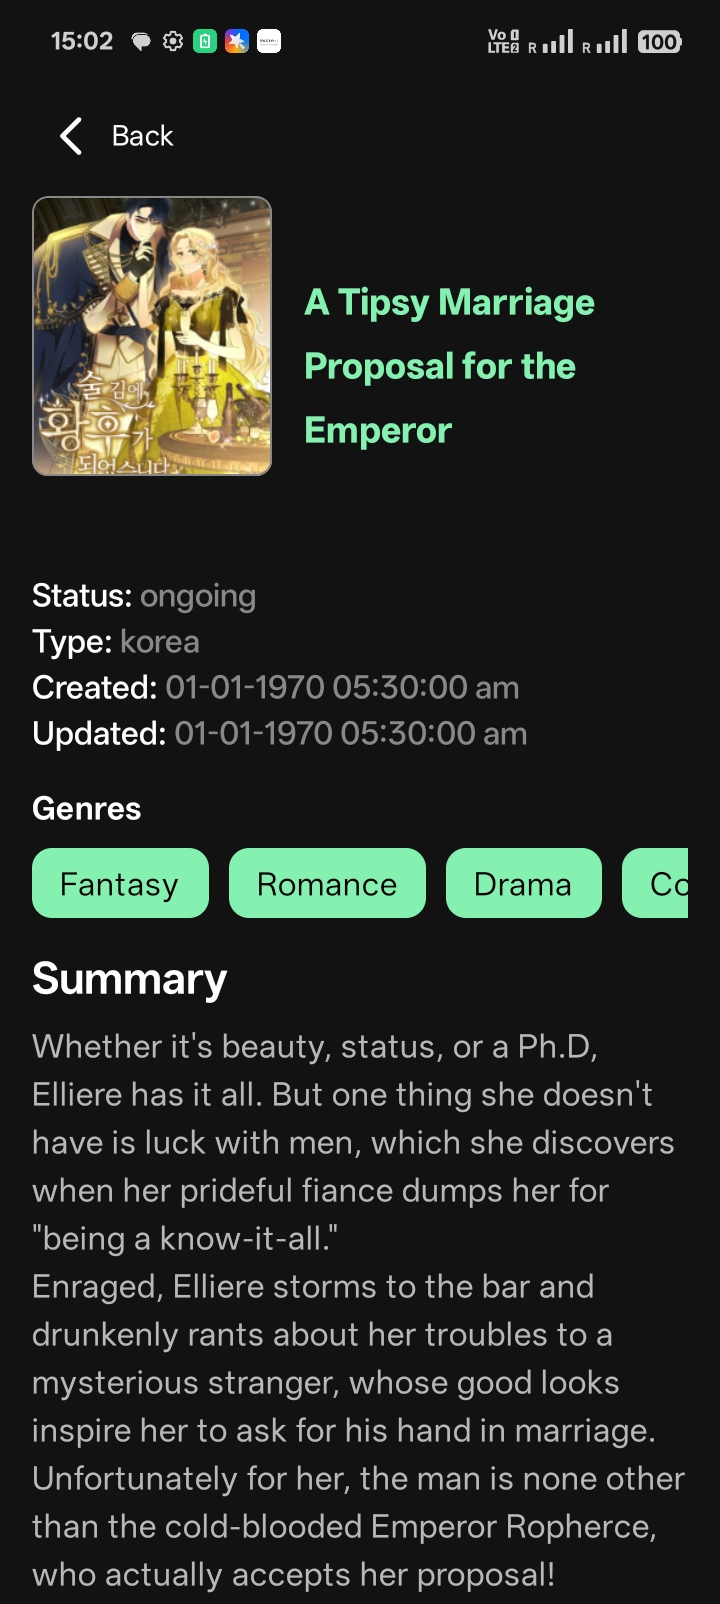 15:02
Vo 1
LTE2
R
R
100
Back
술 김에
황후가
되었습니다
A Tipsy Marriage
Proposal for the
Emperor
Status: ongoing
Type: korea
Created: 01-01-1970 05:30:00 am
Updated: 01-01-1970 05:30:00 am
Genres
Fantasy
Romance
Drama
Co
Summary
Whether it's beauty, status, or a Ph.D,
Elliere has it all. But one thing she doesn't
have is luck with men, which she discovers
when her prideful fiance dumps her for
"being a know-it-all."
Enraged, Elliere storms to the bar and
drunkenly rants about her troubles to a
mysterious stranger, whose good looks
inspire her to ask for his hand in marriage.
Unfortunately for her, the man is none other
than the cold-blooded Emperor Ropherce,
who actually accepts her proposal!